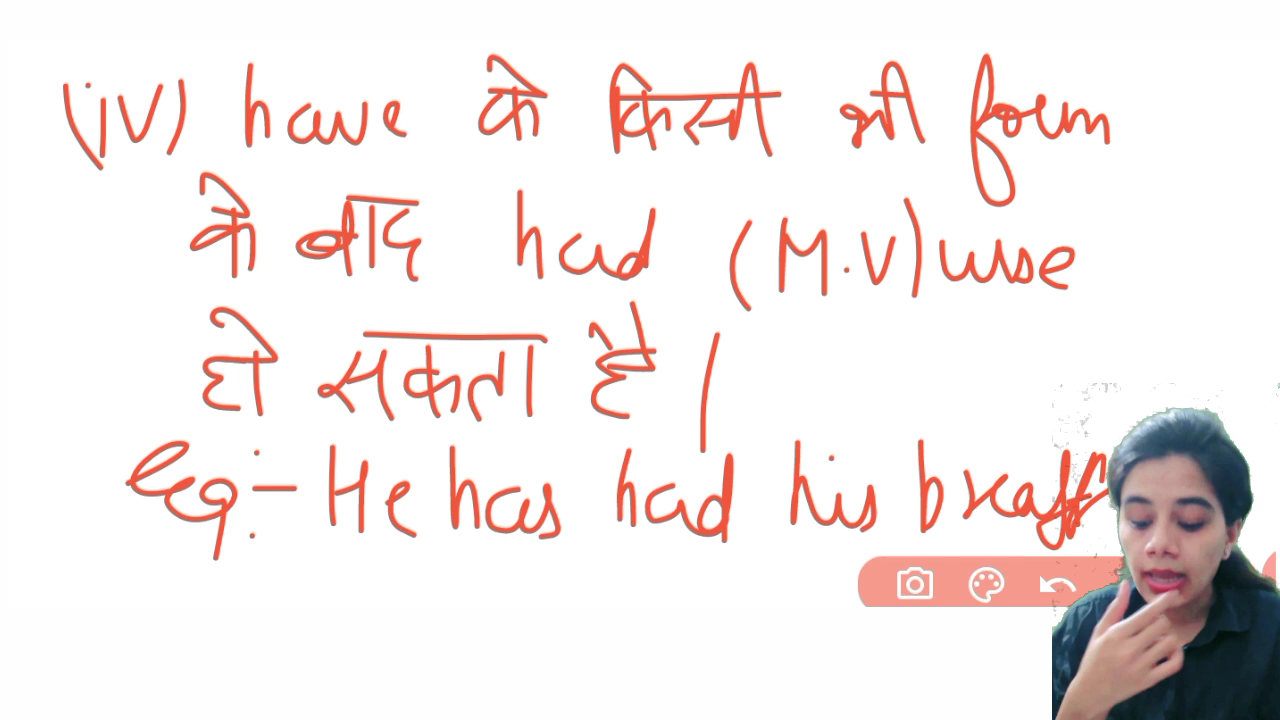 (iv) have के किसी भी form
के बाद had (M.V) use
हो सकता है।
eg:- He has had his